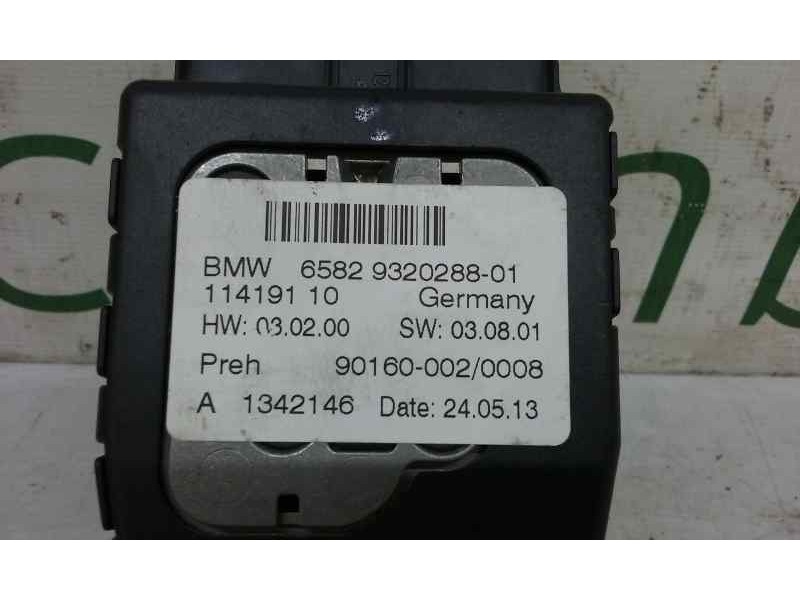 BMW 6582 9320288-01
114191 10 Germany
HW: 03.02.00 SW: 03.08.01
Preh 90160-002/0008
A 1342146 Date: 24.05.13